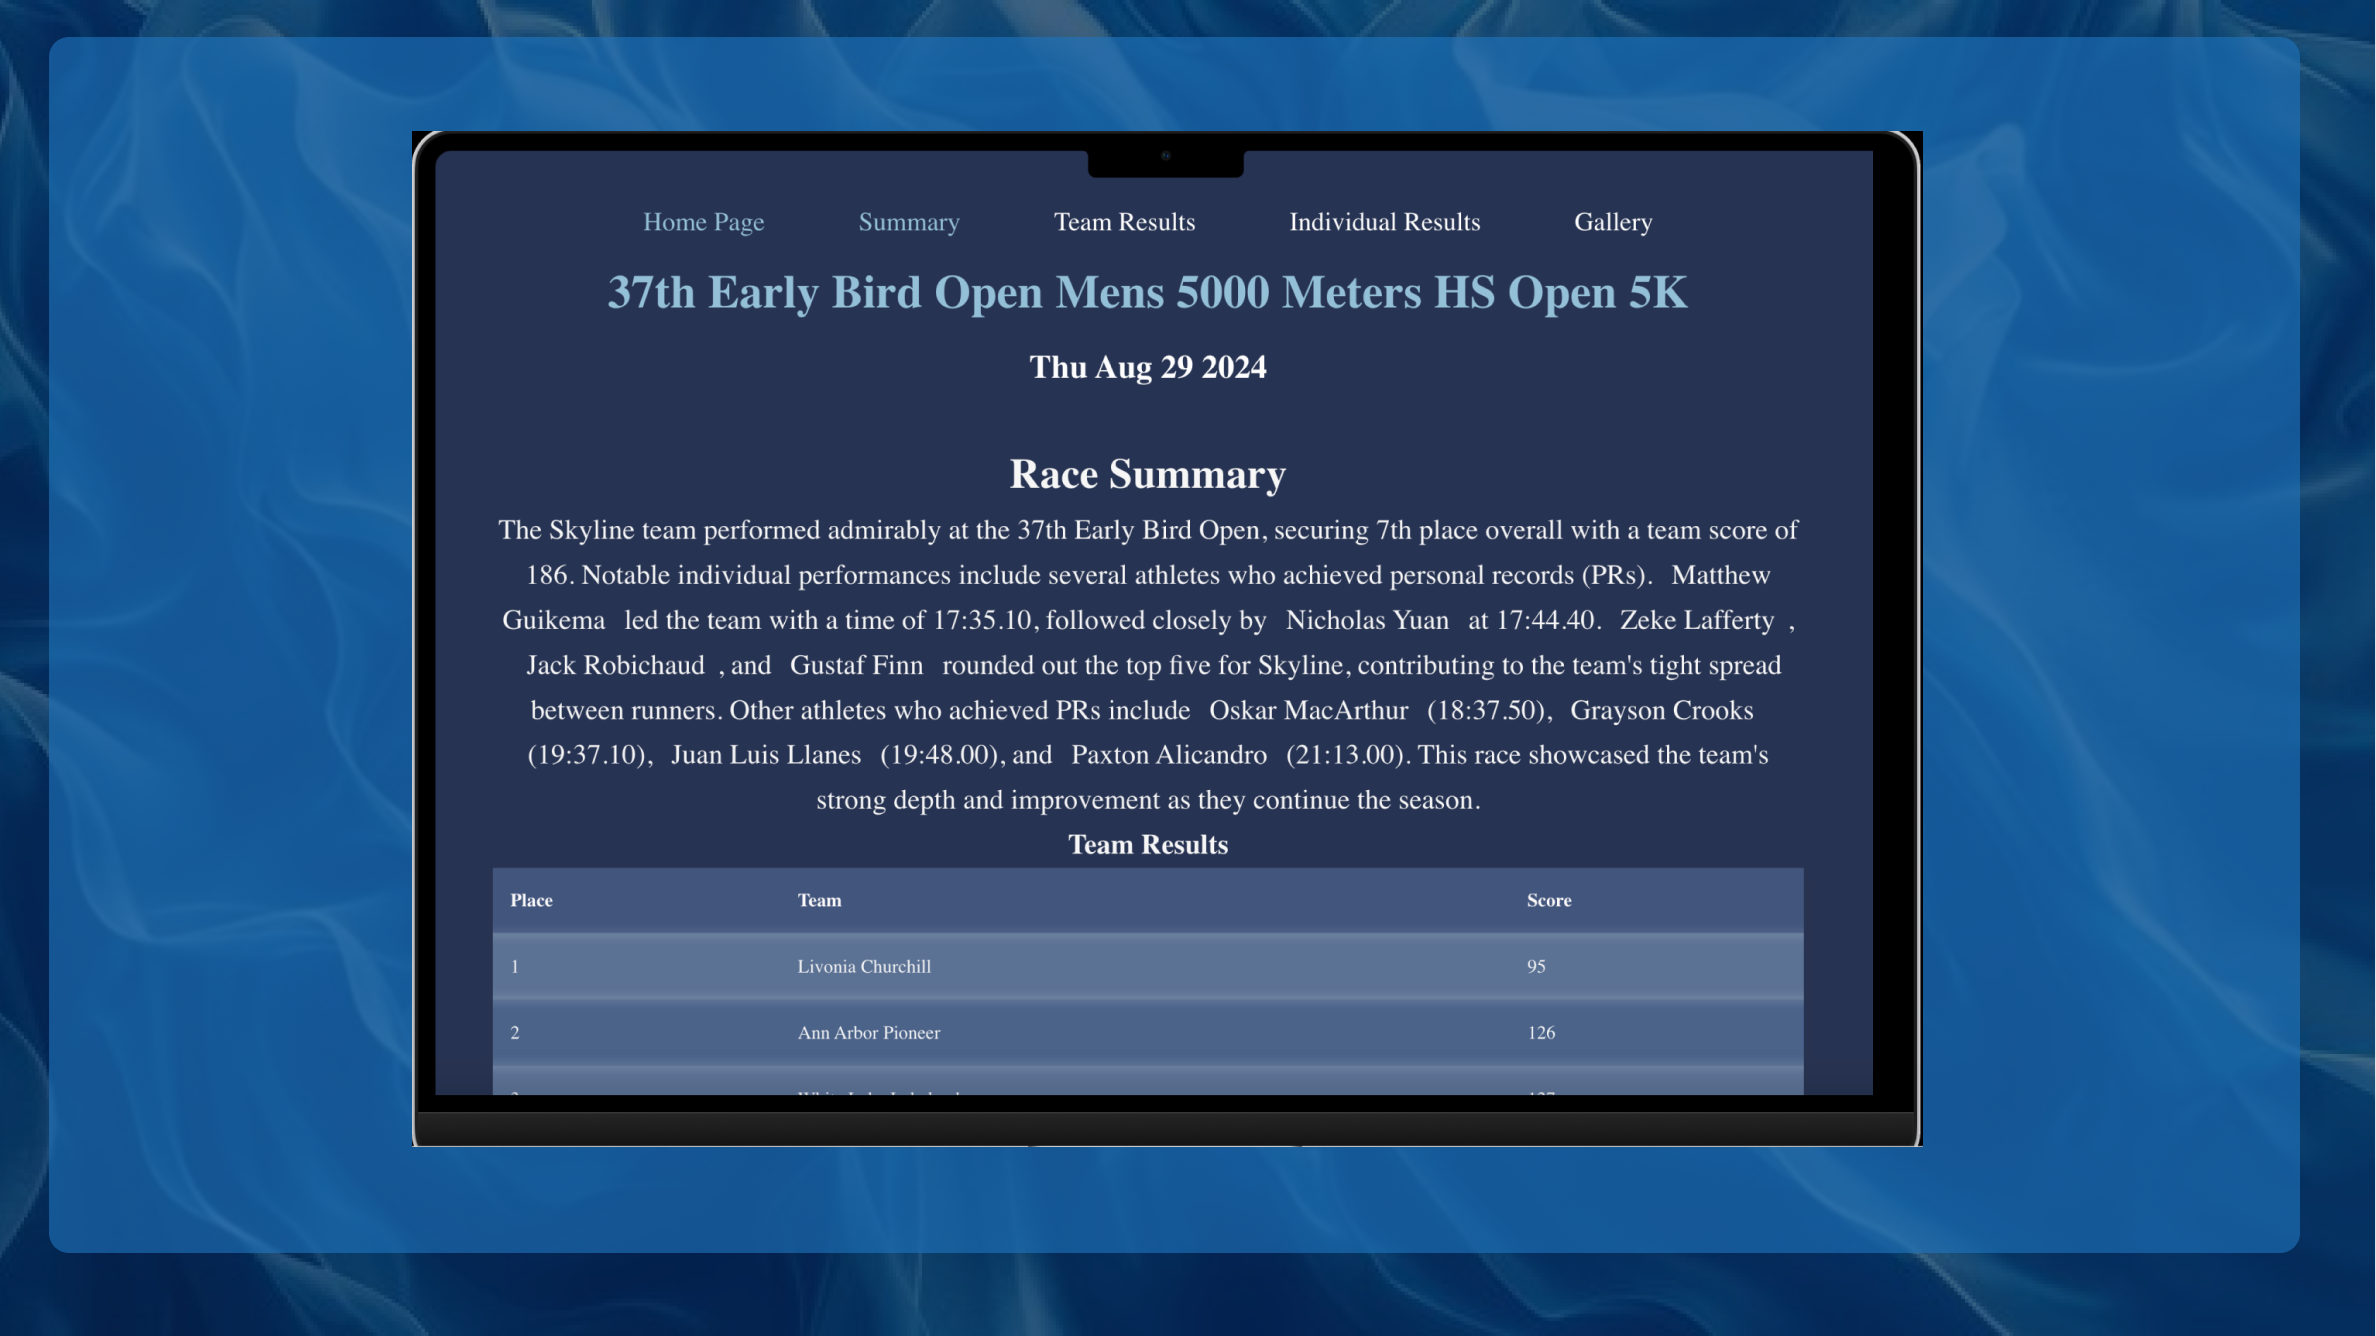 Home Page Summary Team Results Individual Results Gallery
37th Early Bird Open Mens 5000 Meters HS Open 5K
Thu Aug 29 2024
Race Summary
The Skyline team performed admirably at the 37th Early Bird Open, securing 7th place overall with a team score of
186. Notable individual performances include several athletes who achieved personal records (PRs). Matthew
Guikema led the team with a time of 17:35.10, followed closely by Nicholas Yuan at 17:44.40. Zeke Lafferty ,
Jack Robichaud , and Gustaf Finn rounded out the top five for Skyline, contributing to the team's tight spread
between runners. Other athletes who achieved PRs include Oskar MacArthur (18:37.50), Grayson Crooks
(19:37.10), Juan Luis Llanes (19:48.00), and Paxton Alicandro (21:13.00). This race showcased the team's
strong depth and improvement as they continue the season.
Team Results
Place Team Score
1 Livonia Churchill 95
2 Ann Arbor Pioneer 126